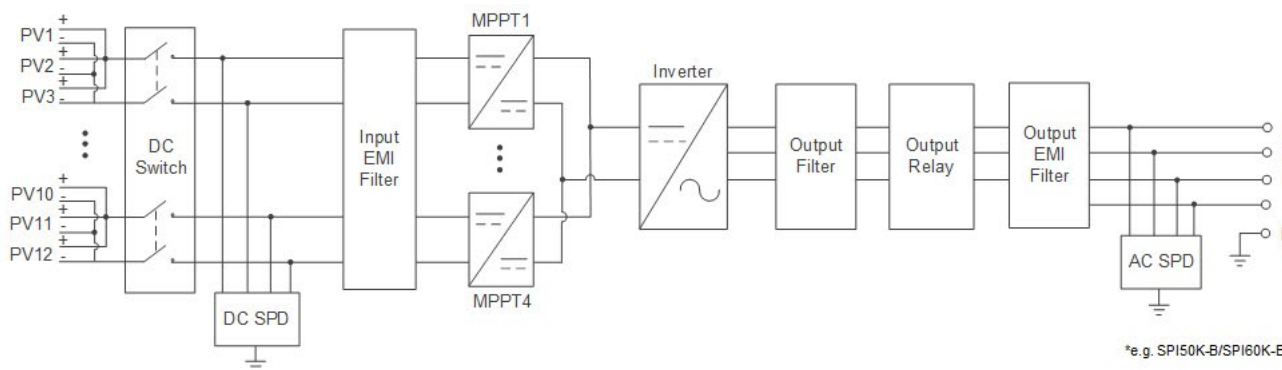 PV1
+
-
PV2
+
-
PV3
+
-
PV10
+
-
PV11
+
-
PV12
+
-
DC
Switch
DC SPD
Input
EMI
Filter
MPPT1
MPPT4
Inverter
Output
Filter
Output
Relay
Output
EMI
Filter
AC SPD
*e.g. SPI50K-B/SPI60K-B